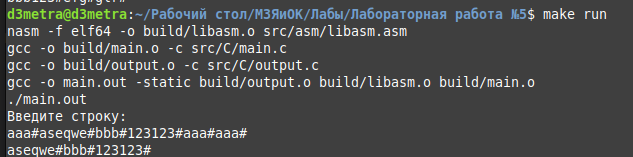 d3metra@d3metra:~/Рабочий стол/МЗЯиОК/Лабы/Лабораторная работа №5$ make run
nasm -f elf64 -o build/libasm.o src/asm/libasm.asm
gcc -o build/main.o -c src/C/main.c
gcc -o build/output.o -c src/C/output.c
gcc -o main.out -static build/output.o build/libasm.o build/main.o
./main.out
Введите строку:
aaa#aseqwe#bbb#123123#aaa#aaa#
aseqwe#bbb#123123#